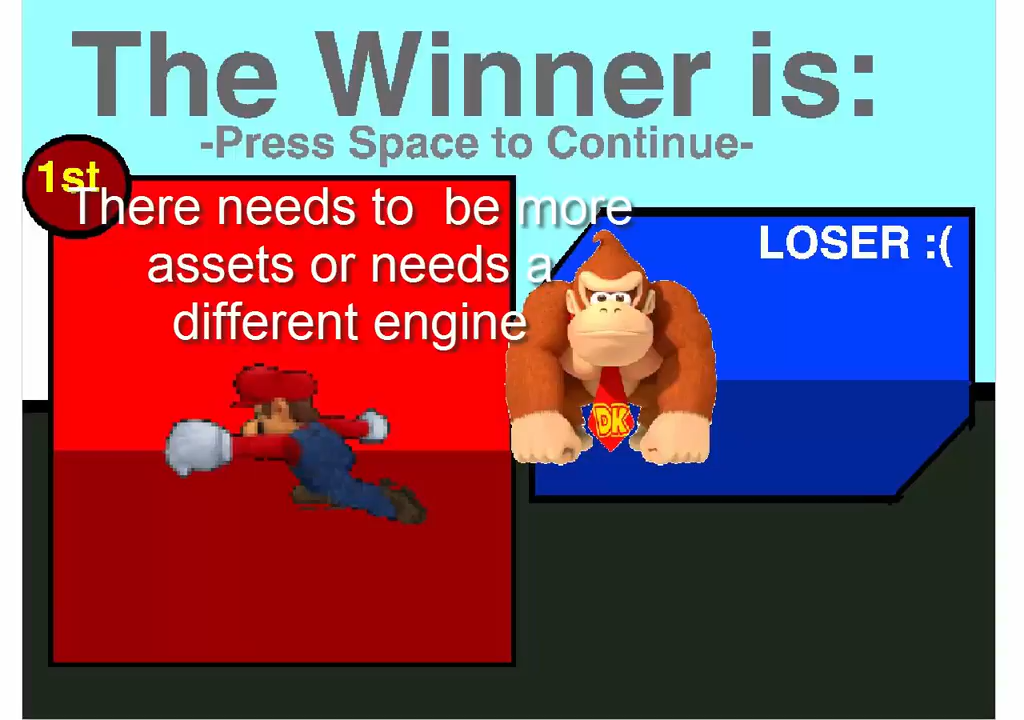 The Winner is:
-Press Space to Continue-
1st
There needs to  be more
assets or needs a
different engine
LOSER :(
DK